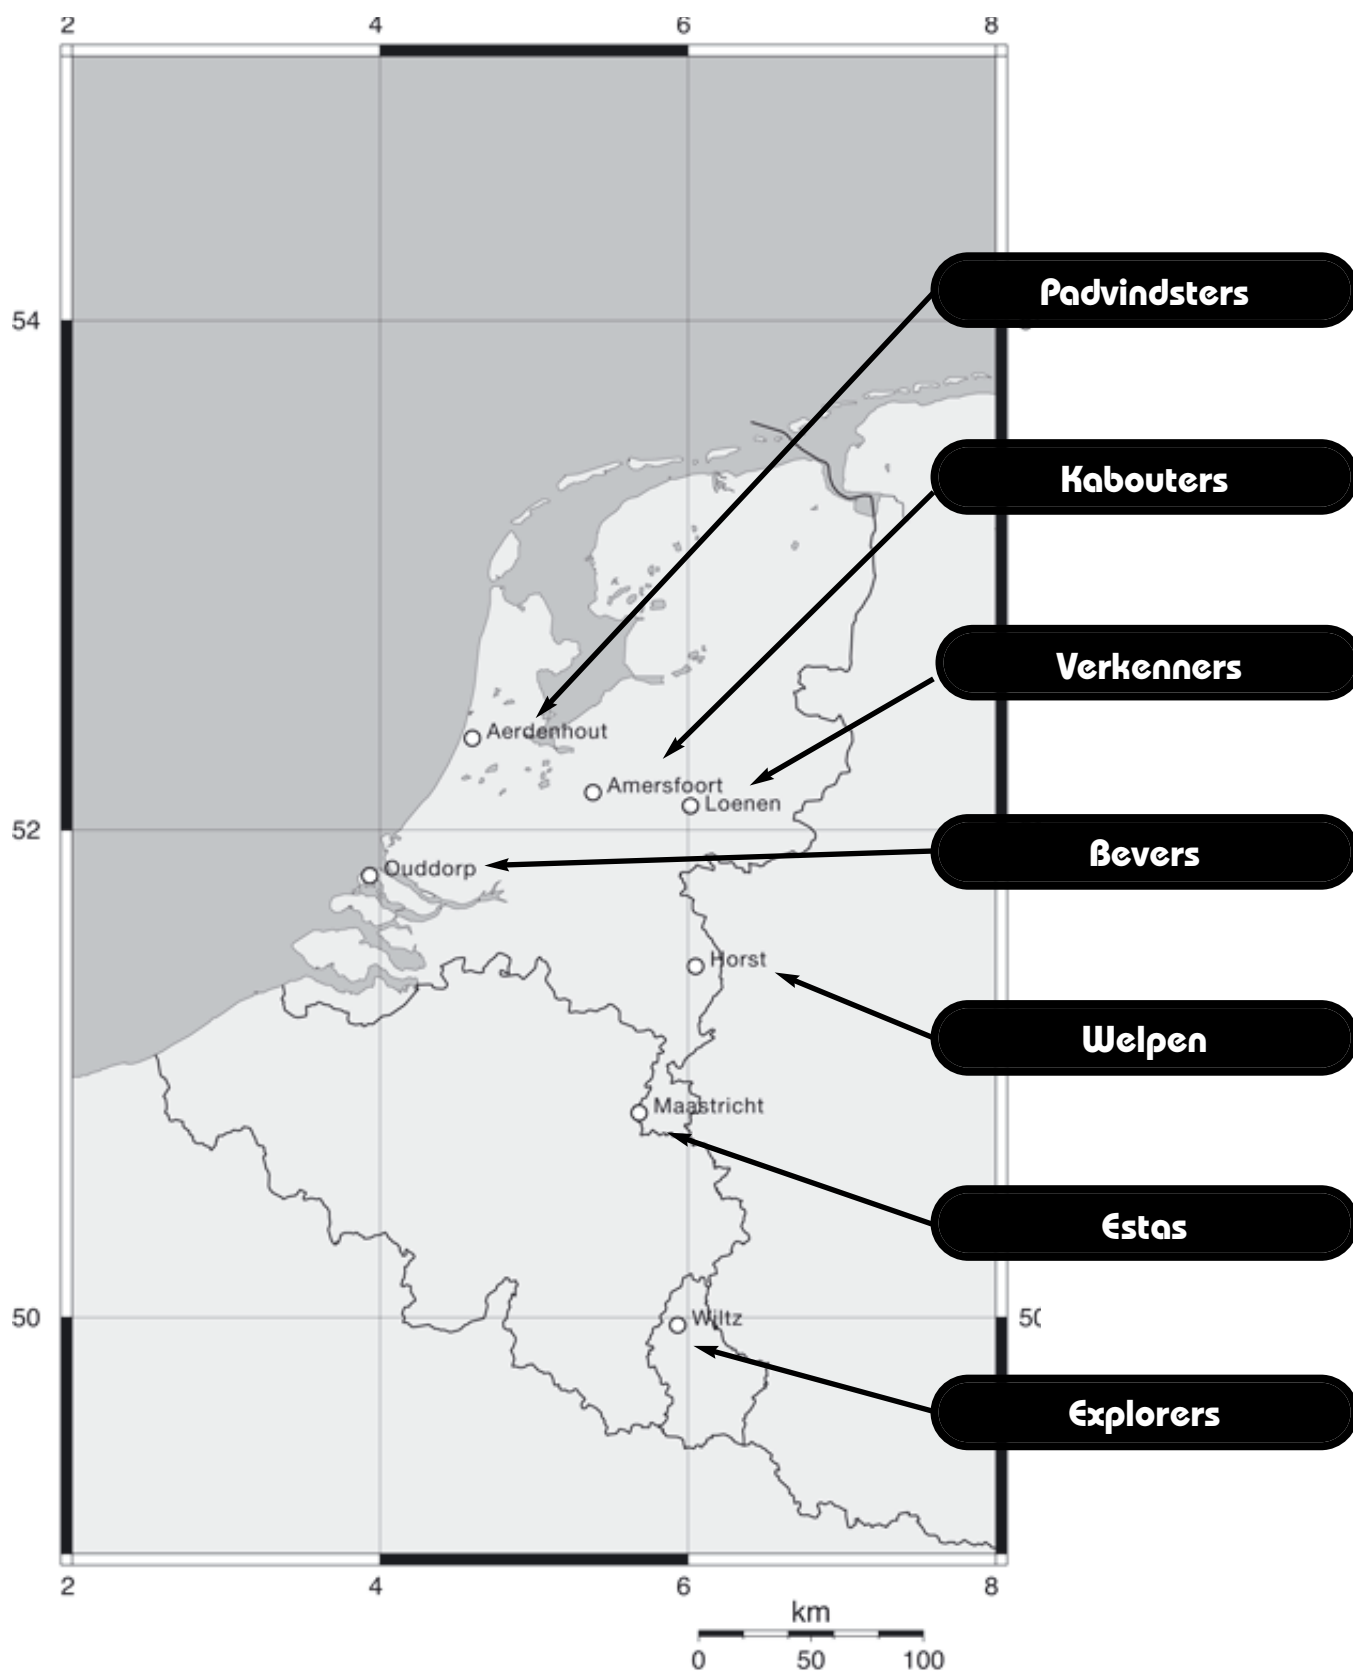 2 4 6 8
Padvindsters
54
Kabouters
Verkenners
Aerdenhout
Amersfoort
Loenen
52
Bevers
Ouddorp
Horst
Welpen
Maastricht
Estas
50
Wiltz
50
Explorers
2 4 6 8
km
0 50 100